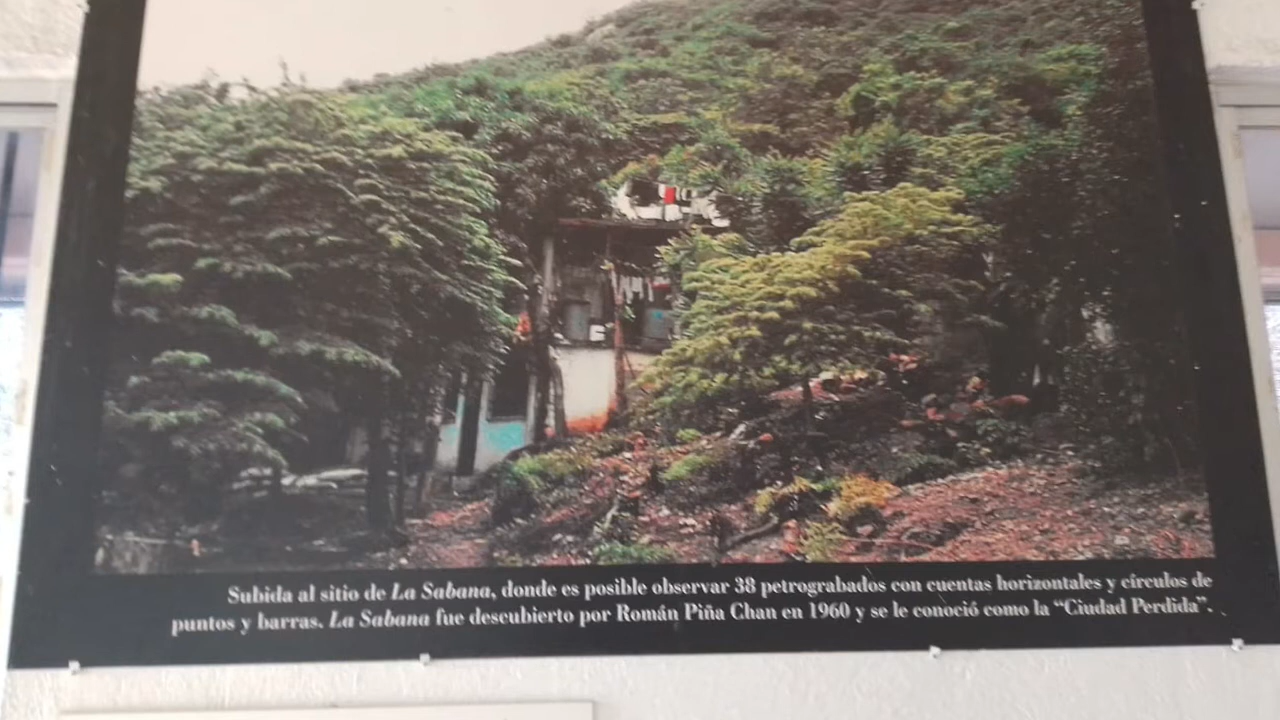 Subida al sitio de La Sabana, donde es posible observar 38 petrograbados con cuentas horizontales y círculos de
puntos y barras. La Sabana fue descubierto por Román Piña Chan en 1960 y se le conoció como la “Ciudad Perdida”.